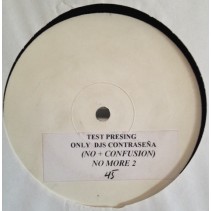 TEST PRESING
ONLY DJS CONTRASEÑA
(NO + CONFUSION)
NO MORE 2
45